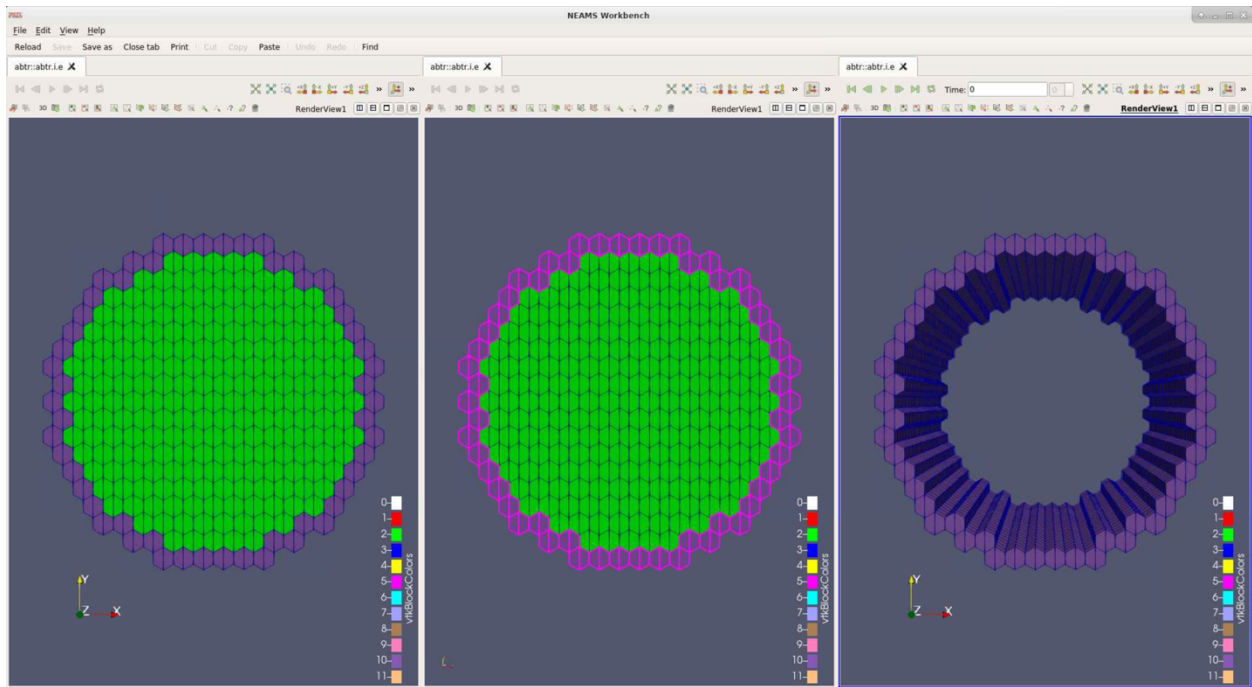 NEAMS Workbench
File Edit View Help
Reload Save Save as Close tab Print Cut Copy Paste Undo Redo Find
abtr::abtr.i.e
3D RenderView1
0
1
2
3
4
5
6
7
8
9
10
11
vtkBlockColors
Y
Z X
abtr::abtr.i.e
3D RenderView1
0
1
2
3
4
5
6
7
8
9
10
11
vtkBlockColors
abtr::abtr.i.e
Time: 0 0
3D RenderView1
0
1
2
3
4
5
6
7
8
9
10
11
vtkBlockColors
Y
Z X